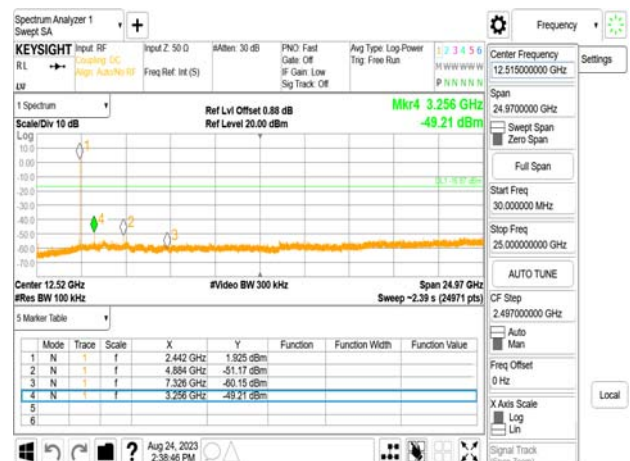 Spectrum Analyzer 1
Swept SA
+
Frequency
KEYSIGHT
RL
Input: RF
Coupling: DC
Align: Auto/No RF
Input Z: 50 Ω
Freq Ref: Int (S)
#Atten: 30 dB
PNO: Fast
Gate: Off
IF Gain: Low
Sig Track: Off
Avg Type: Log-Power
Trig: Free Run
1 2 3 4 5 6
M W W W W W
P N N N N N
1 Spectrum
Scale/Div 10 dB
Log
Ref Lvl Offset 0.88 dB
Ref Level 20.00 dBm
Mkr4 3.256 GHz
-49.21 dBm
10.0
0.00
-10.0
-20.0
-30.0
-40.0
-50.0
-60.0
-70.0
1
4
2
3
Center 12.52 GHz
#Res BW 100 kHz
#Video BW 300 kHz
Span 24.97 GHz
Sweep ~2.39 s (24971 pts)
5 Marker Table
Mode Trace Scale X Y Function Function Width Function Value
1 N 1 f 2.442 GHz 1.925 dBm
2 N 1 f 4.884 GHz -51.17 dBm
3 N 1 f 7.326 GHz -60.15 dBm
4 N 1 f 3.256 GHz -49.21 dBm
5
6
?
Aug 24, 2023
2:38:46 PM
Center Frequency
12.515000000 GHz
Settings
Span
24.9700000 GHz
Swept Span
Zero Span
Full Span
Start Freq
30.000000 MHz
Stop Freq
25.000000000 GHz
AUTO TUNE
CF Step
2.497000000 GHz
Auto
Man
Freq Offset
0 Hz
X Axis Scale
Log
Lin
Local
Signal Track